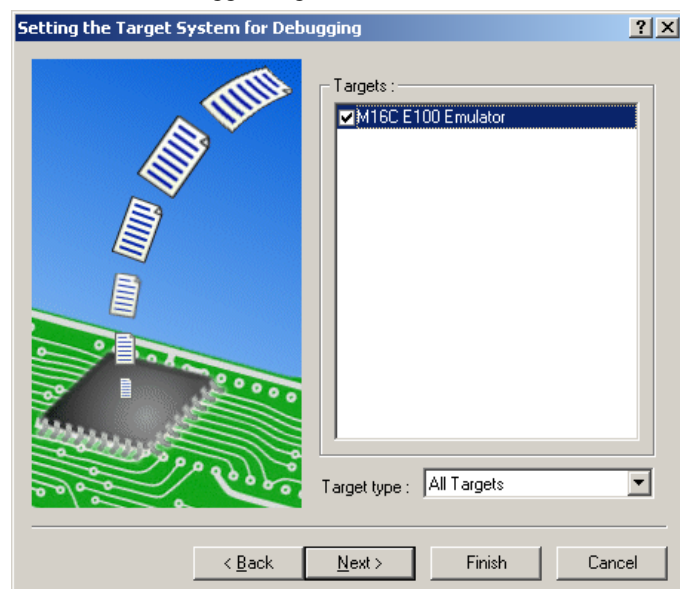 Setting the Target System for Debugging
Targets :
M16C E100 Emulator
Target type : All Targets
< Back Next > Finish Cancel